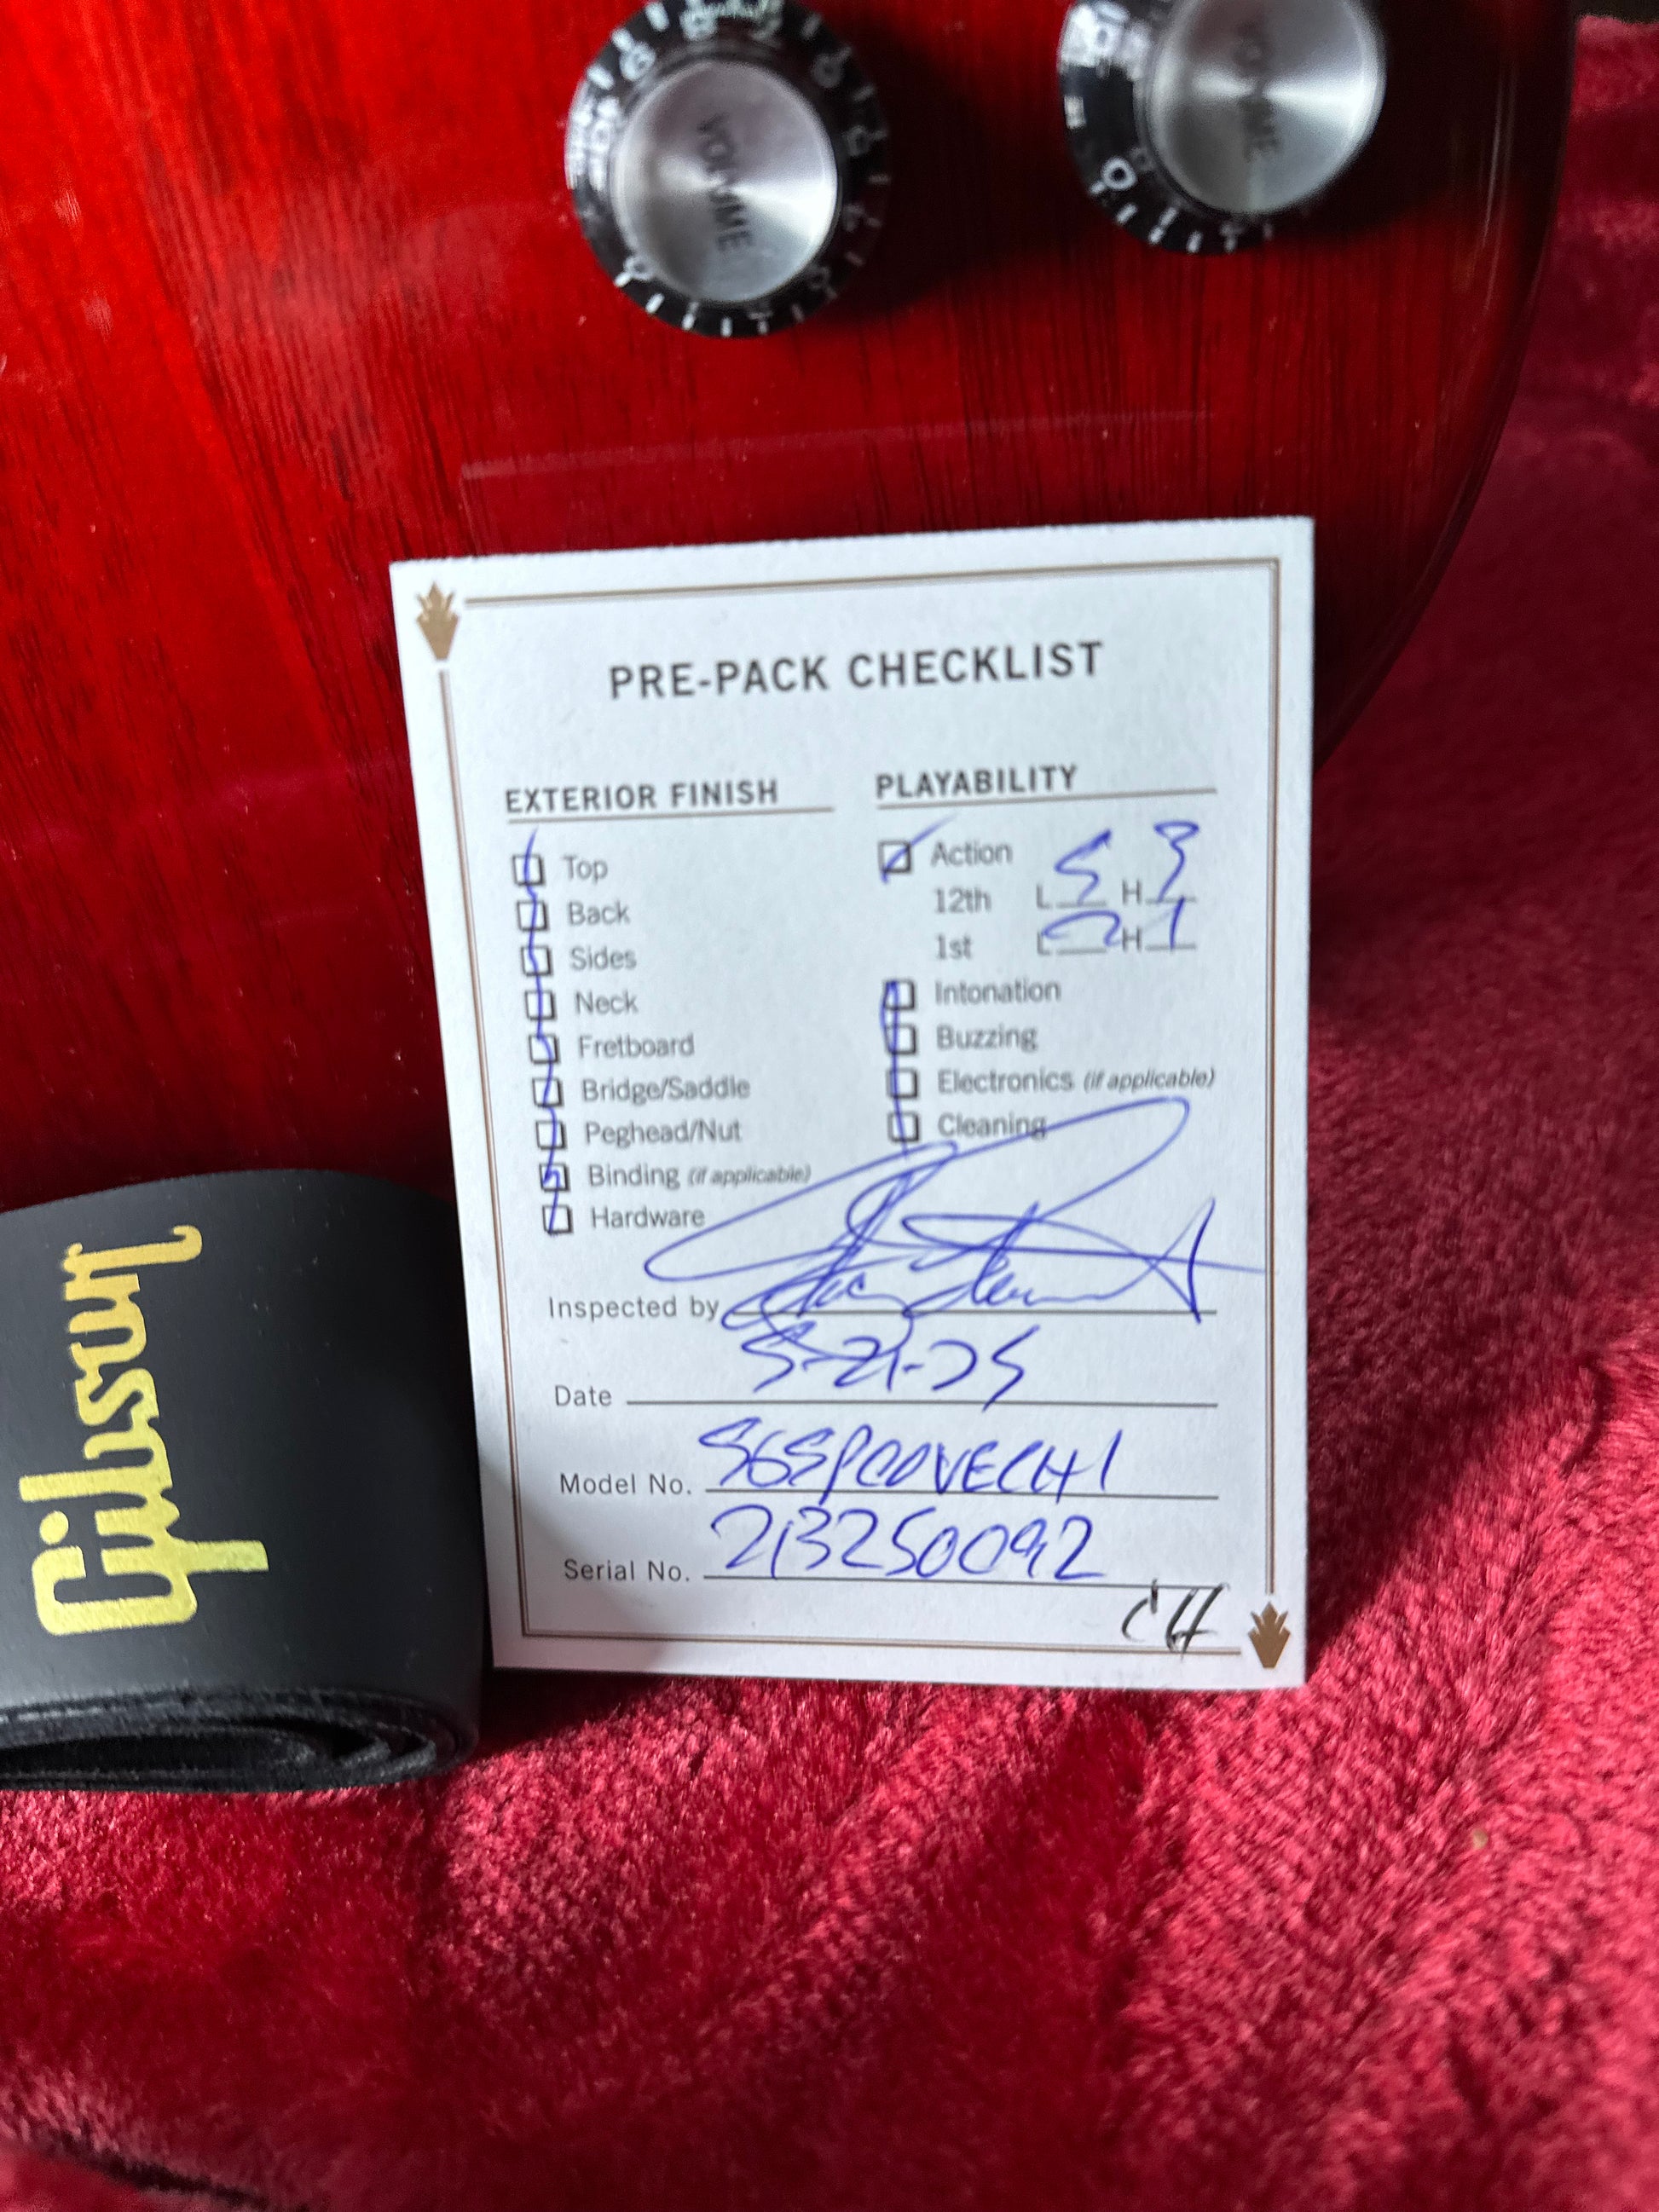 VOLUME
VOLUME
PRE-PACK CHECKLIST
EXTERIOR FINISH
Top
Back
Sides
Neck
Fretboard
Bridge/Saddle
Peghead/Nut
Binding (if applicable)
Hardware
PLAYABILITY
Action
12th L 5 H 3
1st L 2 H 1
Intonation
Buzzing
Electronics (if applicable)
Cleaning
Inspected by
Date 5-21-25
Model No. SGSPCOVECH1
Serial No. 213250092
CH
Gibson